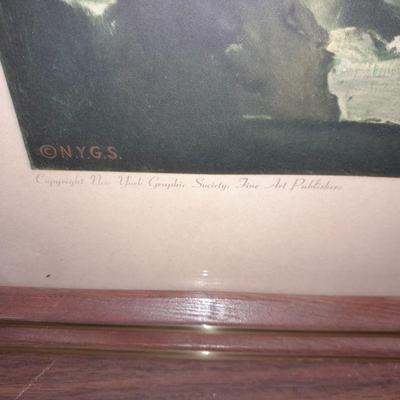 ©N.Y.G.S.
Copyright New York Graphic Society, Fine Art Publishers